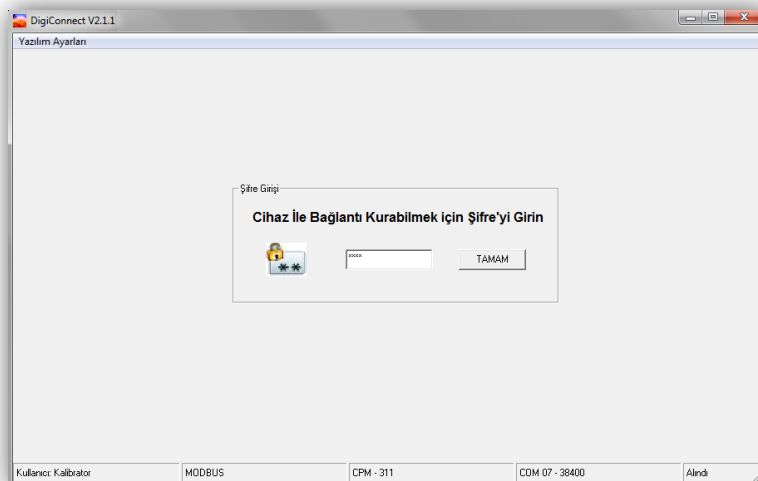 DigiConnect V2.1.1
Yazılım Ayarları
Şifre Girişi
Cihaz İle Bağlantı Kurabilmek için Şifre'yi Girin
****
TAMAM
Kullanıcı: Kalibrator MODBUS CPM - 311 COM 07 - 38400 Alındı